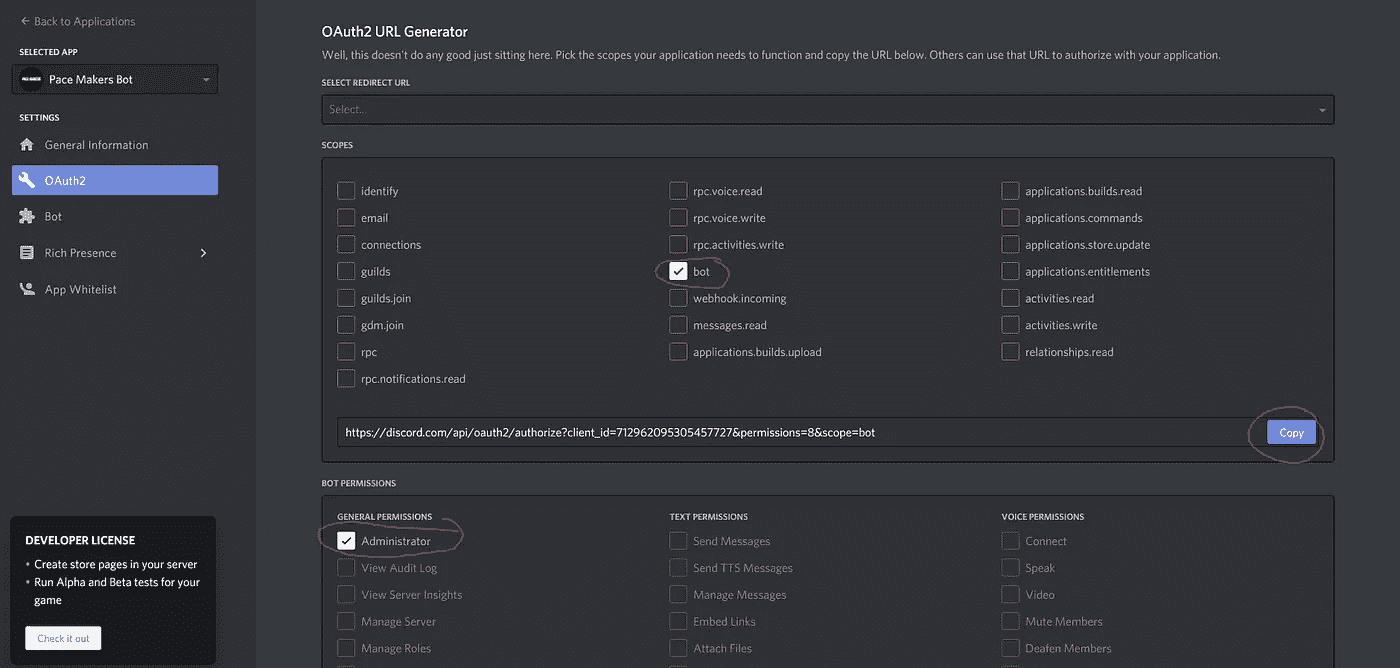 Back to Applications
SELECTED APP
Pace Makers Bot
SETTINGS
General Information
OAuth2
Bot
Rich Presence
App Whitelist
DEVELOPER LICENSE
• Create store pages in your server
• Run Alpha and Beta tests for your
game
Check it out
OAuth2 URL Generator
Well, this doesn't do any good just sitting here. Pick the scopes your application needs to function and copy the URL below. Others can use that URL to authorize with your application.
SELECT REDIRECT URL
Select...
SCOPES
identify
email
connections
guilds
guilds.join
gdm.join
rpc
rpc.notifications.read
rpc.voice.read
rpc.voice.write
rpc.activities.write
bot
webhook.incoming
messages.read
applications.builds.upload
applications.builds.read
applications.commands
applications.store.update
applications.entitlements
activities.read
activities.write
relationships.read
https://discord.com/api/oauth2/authorize?client_id=712962095305457727&permissions=8&scope=bot
Copy
BOT PERMISSIONS
GENERAL PERMISSIONS
Administrator
View Audit Log
View Server Insights
Manage Server
Manage Roles
TEXT PERMISSIONS
Send Messages
Send TTS Messages
Manage Messages
Embed Links
Attach Files
VOICE PERMISSIONS
Connect
Speak
Video
Mute Members
Deafen Members